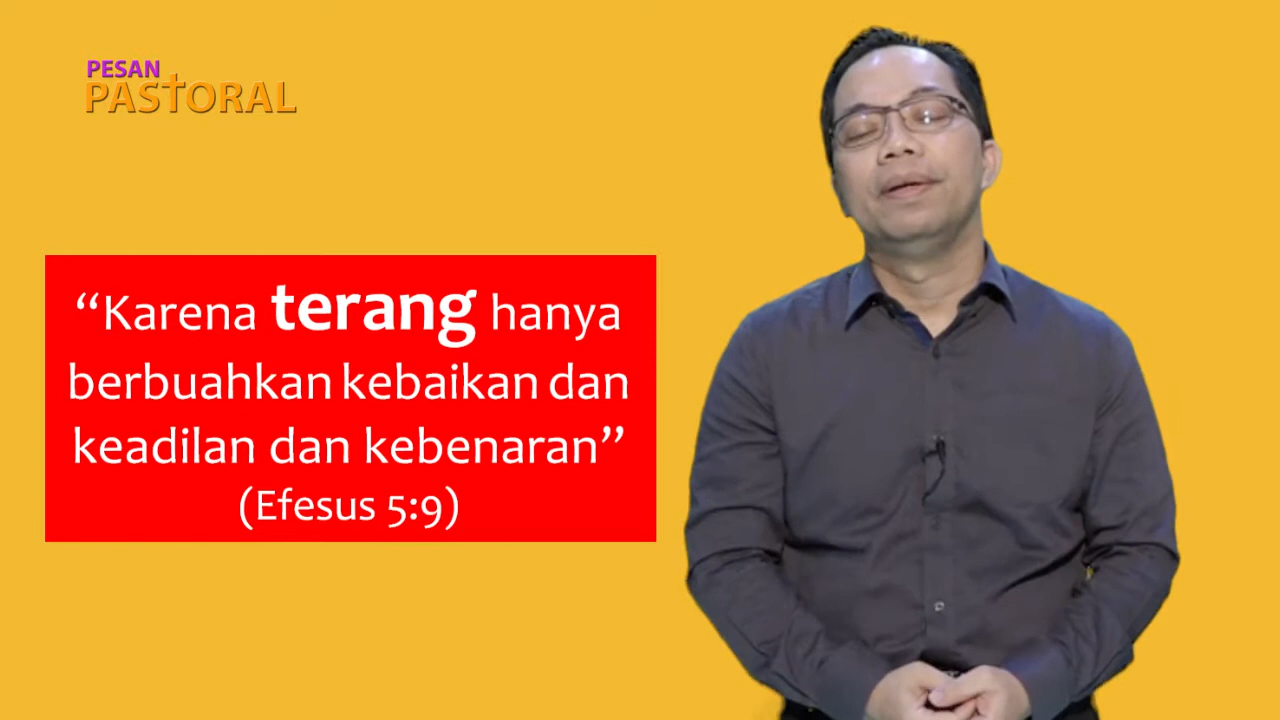 PESAN
PASTORAL
“Karena terang hanya
berbuahkan kebaikan dan
keadilan dan kebenaran”
(Efesus 5:9)